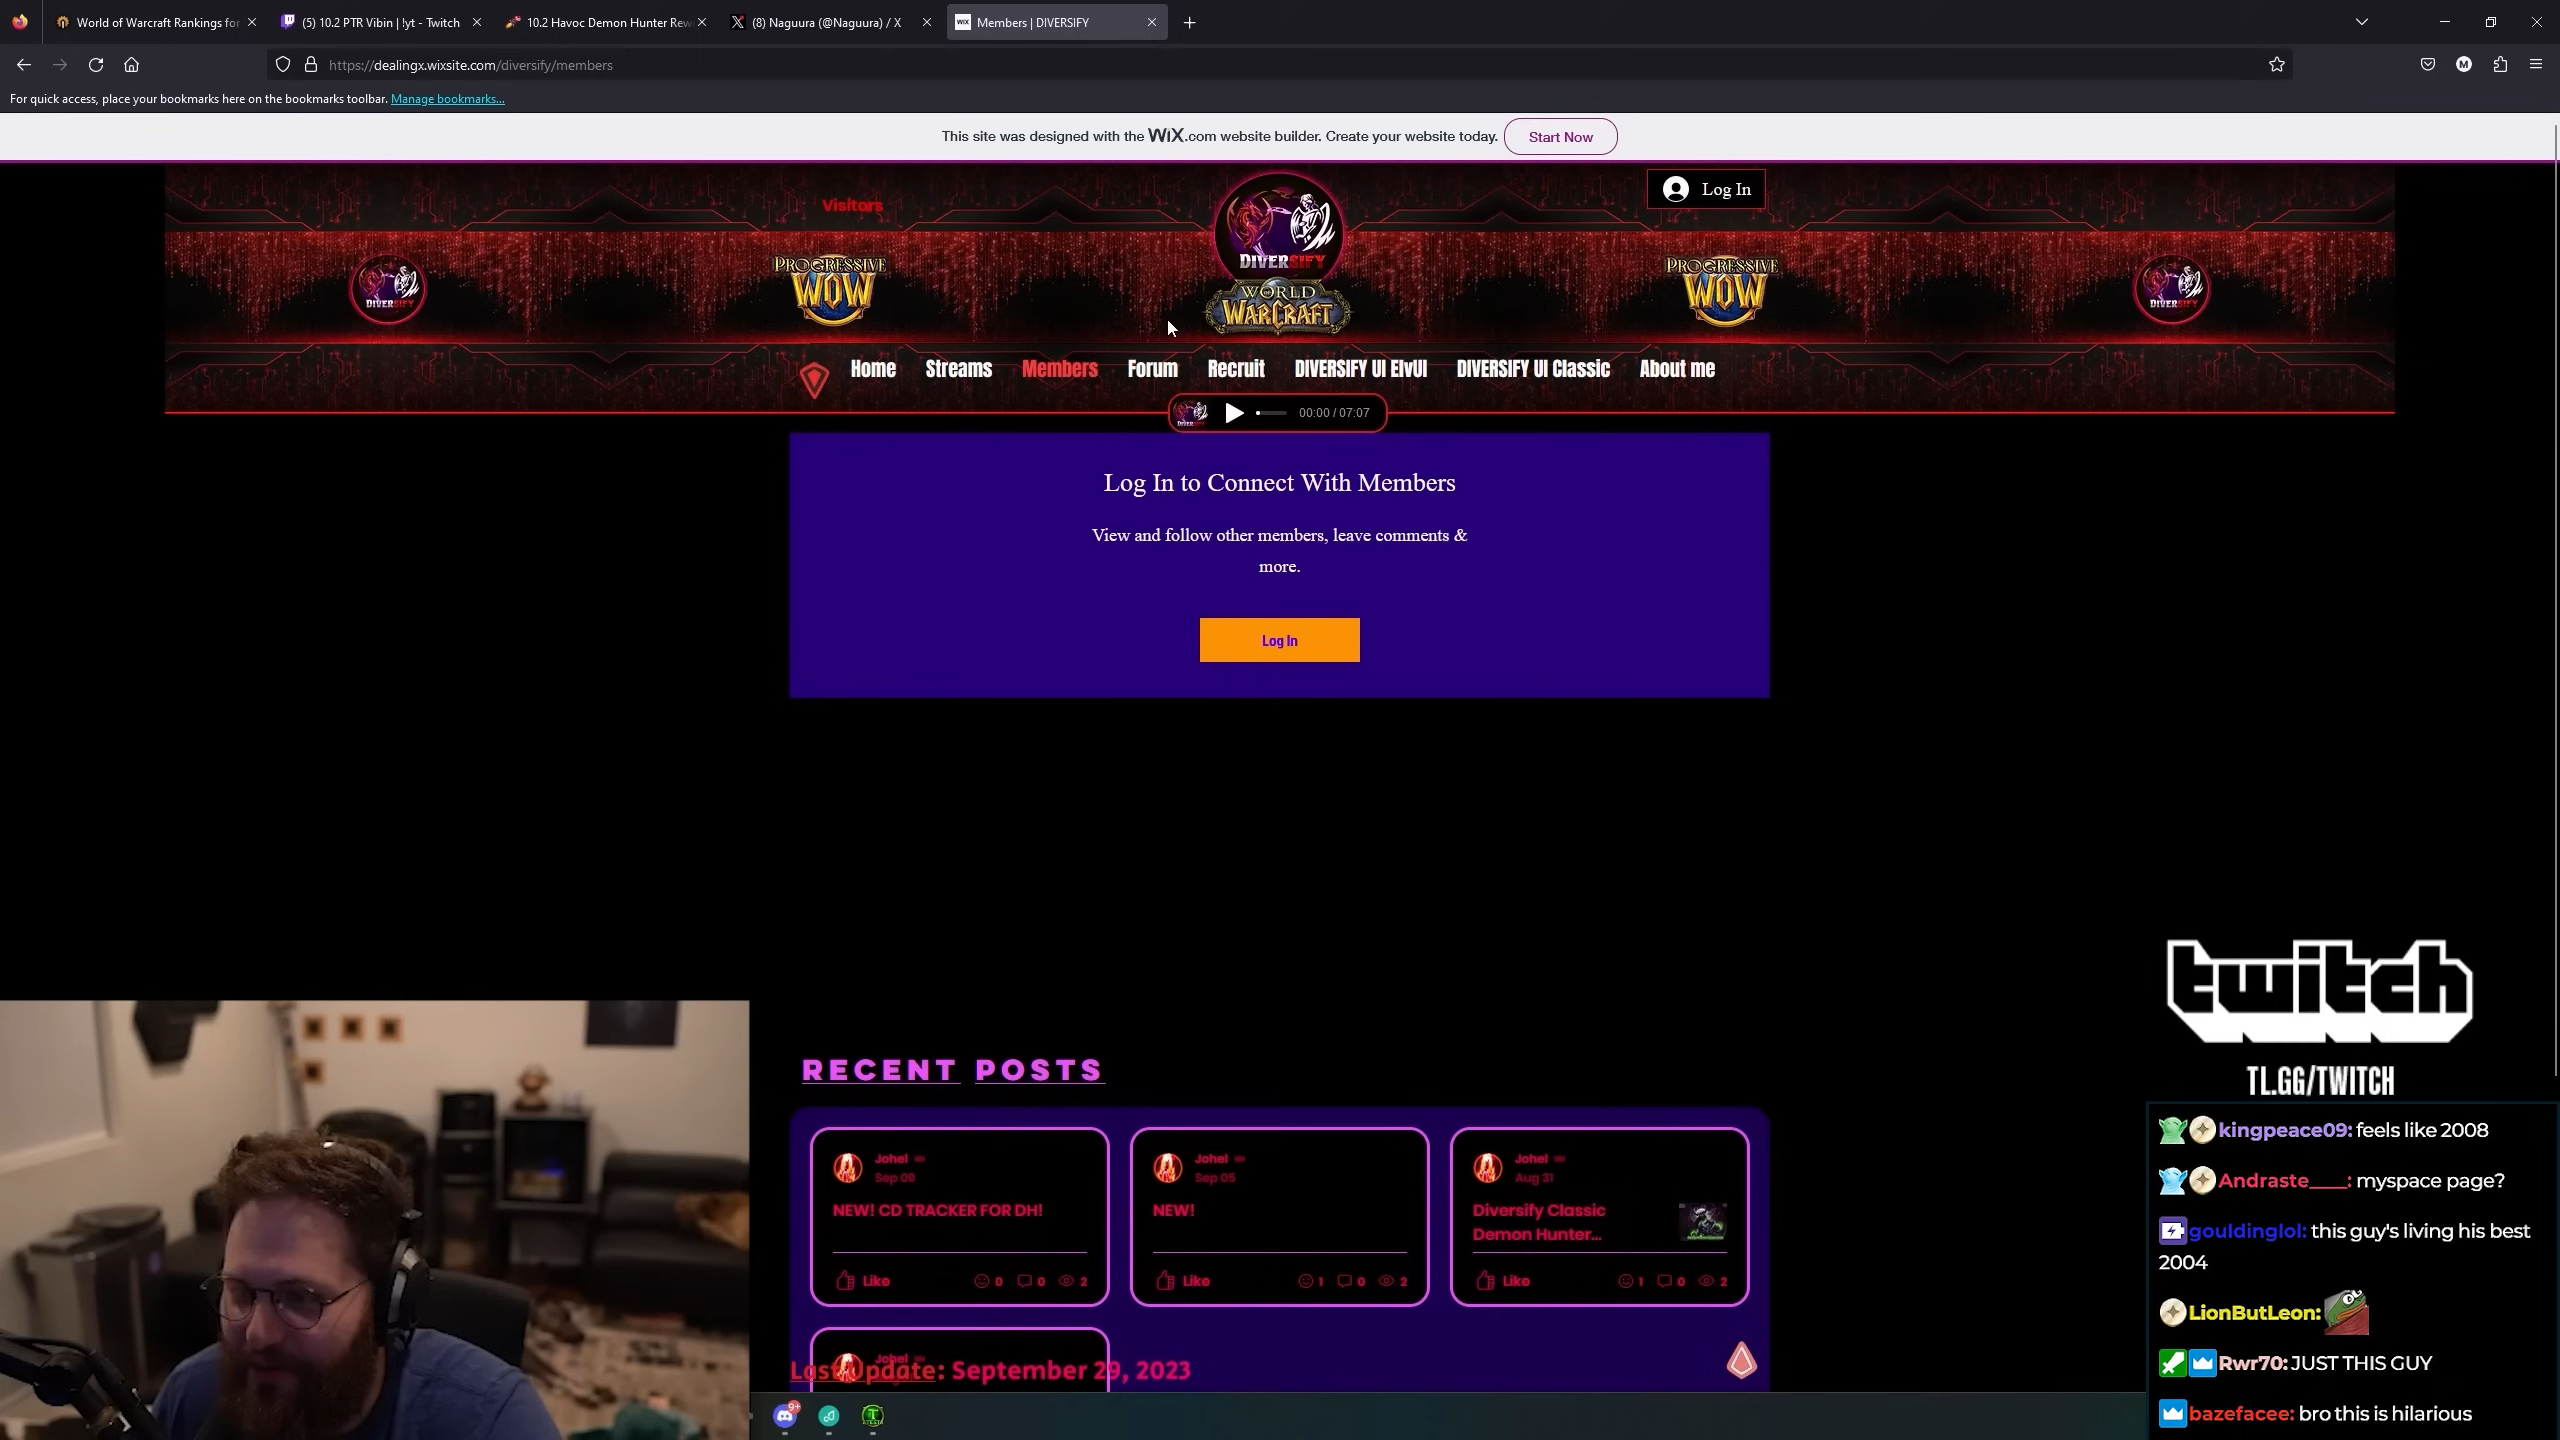 World of Warcraft Rankings for
(5) 10.2 PTR Vibin | !yt - Twitch
10.2 Havoc Demon Hunter Rew
(8) Naguura (@Naguura) / X
WiX
Members | DIVERSIFY
https://dealingx.wixsite.com/diversify/members
M
For quick access, place your bookmarks here on the bookmarks toolbar. Manage bookmarks...
This site was designed with the WiX.com website builder. Create your website today.
Start Now
Visitors
Log In
DIVERSIFY
PROGRESSIVE
WOW
DIVERSIFY
WORLD
OF
WARCRAFT
PROGRESSIVE
WOW
DIVERSIFY
Home
Streams
Members
Forum
Recruit
DIVERSIFY UI ElvUI
DIVERSIFY UI Classic
About me
DIVERSIFY
00:00 / 07:07
Log In to Connect With Members
View and follow other members, leave comments &
more.
Log In
RECENT POSTS
Johel
Sep 09
NEW! CD TRACKER FOR DH!
Like
0
0
2
Johel
Sep 05
NEW!
Like
1
0
2
Johel
Aug 31
Diversify Classic
Demon Hunter...
Like
1
0
2
Johel
Last Update: September 29, 2023
9+
twitch
TL.GG/TWITCH
kingpeace09: feels like 2008
Andraste____: myspace page?
gouldinglol: this guy's living his best
2004
LionButLeon:
Rwr70: JUST THIS GUY
bazefacee: bro this is hilarious